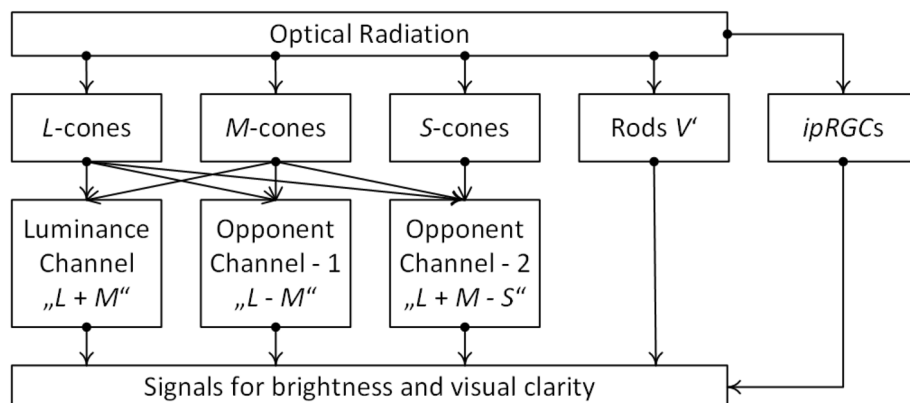 Optical Radiation
L-cones
M-cones
S-cones
Rods V‘
ipRGCs
Luminance
Channel
„L + M“
Opponent
Channel - 1
„L - M“
Opponent
Channel - 2
„L + M - S“
Signals for brightness and visual clarity